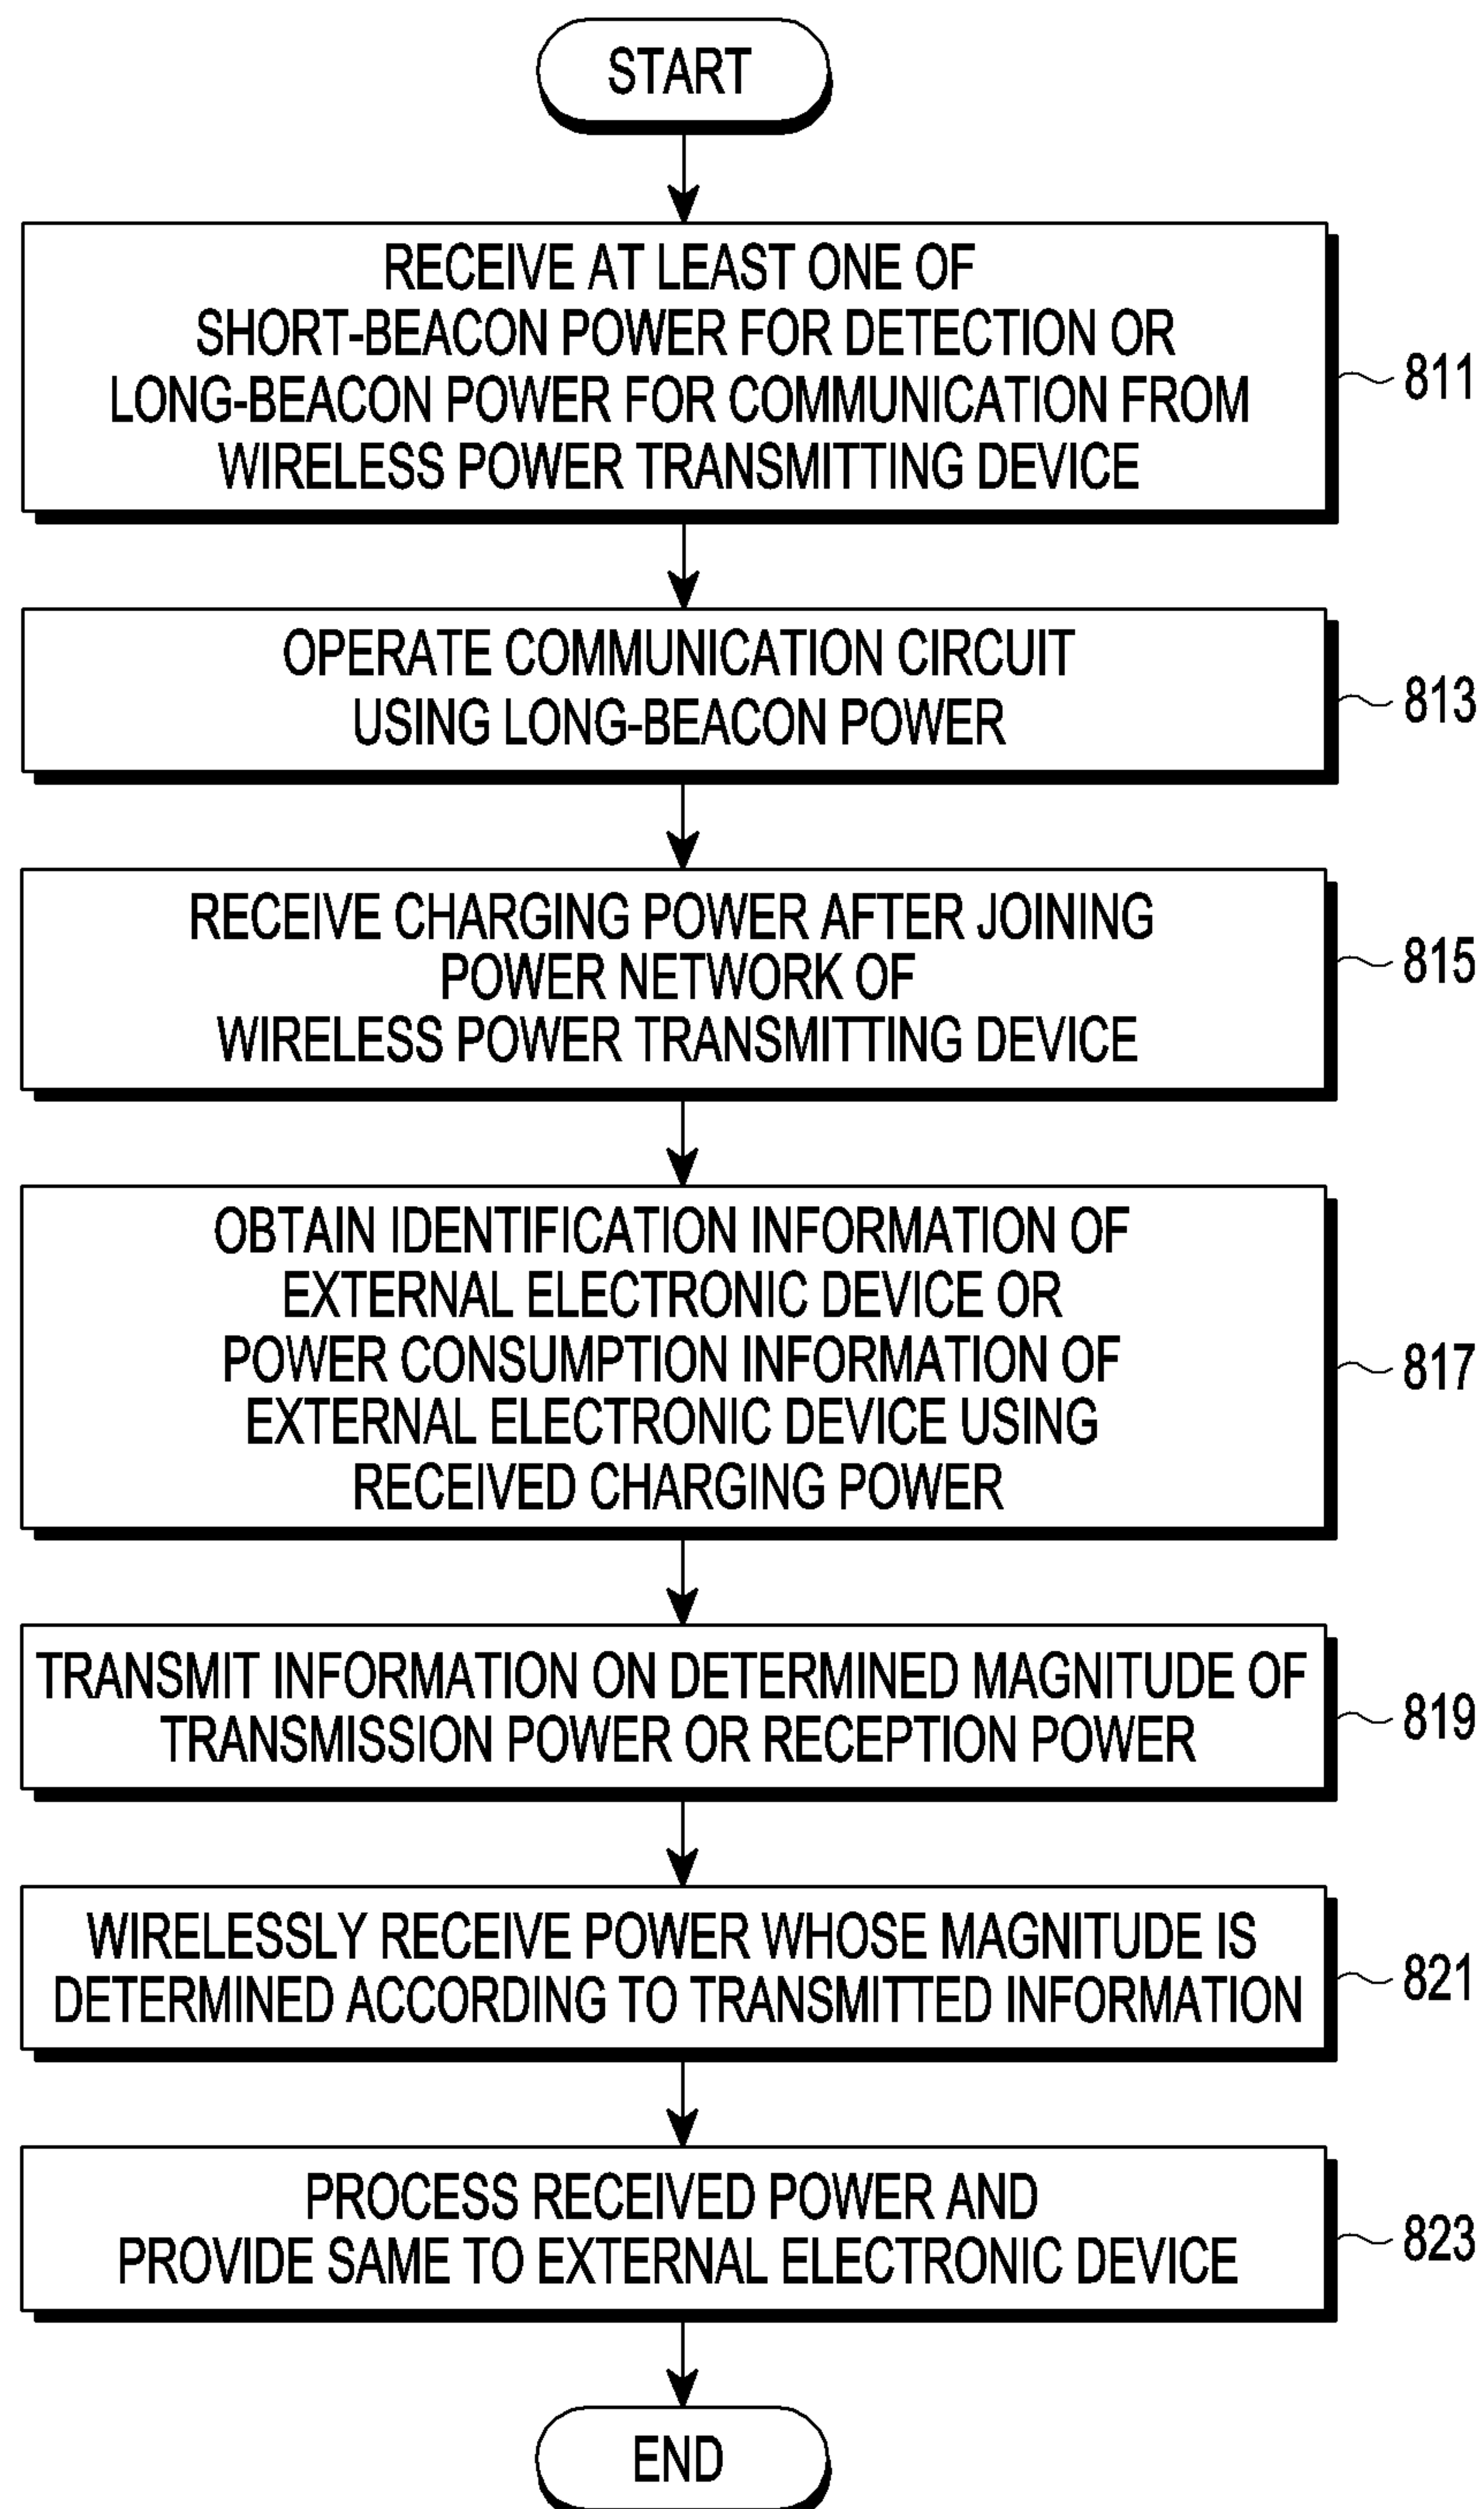 START
RECEIVE AT LEAST ONE OF
SHORT-BEACON POWER FOR DETECTION OR
LONG-BEACON POWER FOR COMMUNICATION FROM
WIRELESS POWER TRANSMITTING DEVICE
811
OPERATE COMMUNICATION CIRCUIT
USING LONG-BEACON POWER
813
RECEIVE CHARGING POWER AFTER JOINING
POWER NETWORK OF
WIRELESS POWER TRANSMITTING DEVICE
815
OBTAIN IDENTIFICATION INFORMATION OF
EXTERNAL ELECTRONIC DEVICE OR
POWER CONSUMPTION INFORMATION OF
EXTERNAL ELECTRONIC DEVICE USING
RECEIVED CHARGING POWER
817
TRANSMIT INFORMATION ON DETERMINED MAGNITUDE OF
TRANSMISSION POWER OR RECEPTION POWER
819
WIRELESSLY RECEIVE POWER WHOSE MAGNITUDE IS
DETERMINED ACCORDING TO TRANSMITTED INFORMATION
821
PROCESS RECEIVED POWER AND
PROVIDE SAME TO EXTERNAL ELECTRONIC DEVICE
823
END